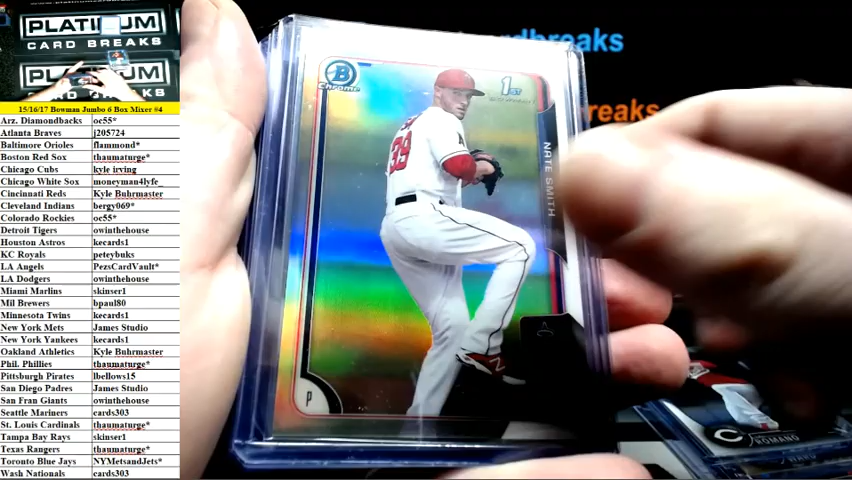 PLATINUM
CARD BREAKS
PLATINUM
CARD BREAKS
15/16/17 Bowman Jumbo 6 Box Mixer #4
Arz. Diamondbacks oc55*
Atlanta Braves j205724
Baltimore Orioles flammond*
Boston Red Sox thaumaturge*
Chicago Cubs kyle irving
Chicago White Sox moneyman4lyfe_
Cincinnati Reds Kyle Buhrmaster
Cleveland Indians bergy069*
Colorado Rockies oc55*
Detroit Tigers owinthehouse
Houston Astros kecards1
KC Royals peteybuks
LA Angels PezsCardVault*
LA Dodgers owinthehouse
Miami Marlins skinser1
Mil Brewers bpaul80
Minnesota Twins kecards1
New York Mets James Studio
New York Yankees kecards1
Oakland Athletics Kyle Buhrmaster
Phil. Phillies thaumaturge*
Pittsburgh Pirates lbellows15
San Diego Padres James Studio
San Fran Giants owinthehouse
Seattle Mariners cards303
St. Louis Cardinals thaumaturge*
Tampa Bay Rays skinser1
Texas Rangers thaumaturge*
Toronto Blue Jays NYMetsandJets*
Wash Nationals cards303
rdbreaks
breaks
B
Chrome
1ST
NATE SMITH
39
P
ROMANO